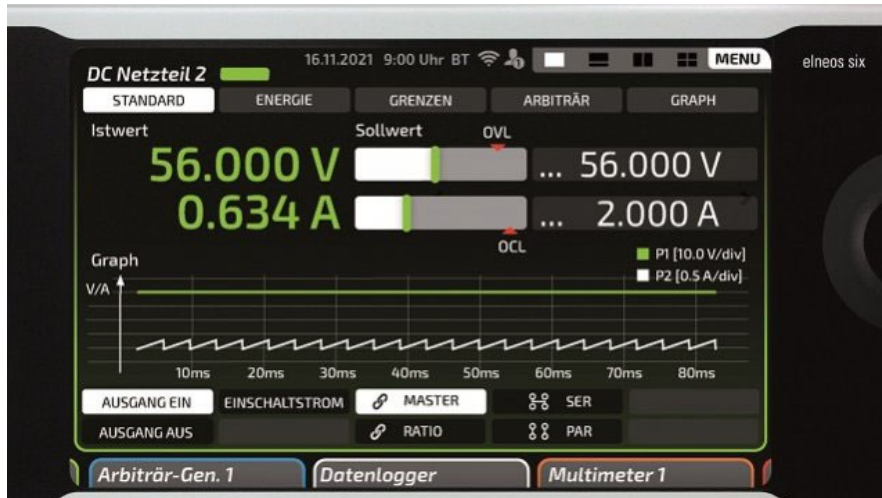 16.11.2021 9:00 Uhr BT MENU
DC Netzteil 2
elneos six
STANDARD ENERGIE GRENZEN ARBITRÄR GRAPH
Istwert Sollwert OVL
56.000 V ... 56.000 V
0.634 A ... 2.000 A
OCL
Graph P1 [10.0 V/div]
V/A P2 [0.5 A/div]
10ms 20ms 30ms 40ms 50ms 60ms 70ms 80ms
AUSGANG EIN EINSCHALTSTROM MASTER SER
AUSGANG AUS RATIO PAR
Arbiträr-Gen. 1 Datenlogger Multimeter 1